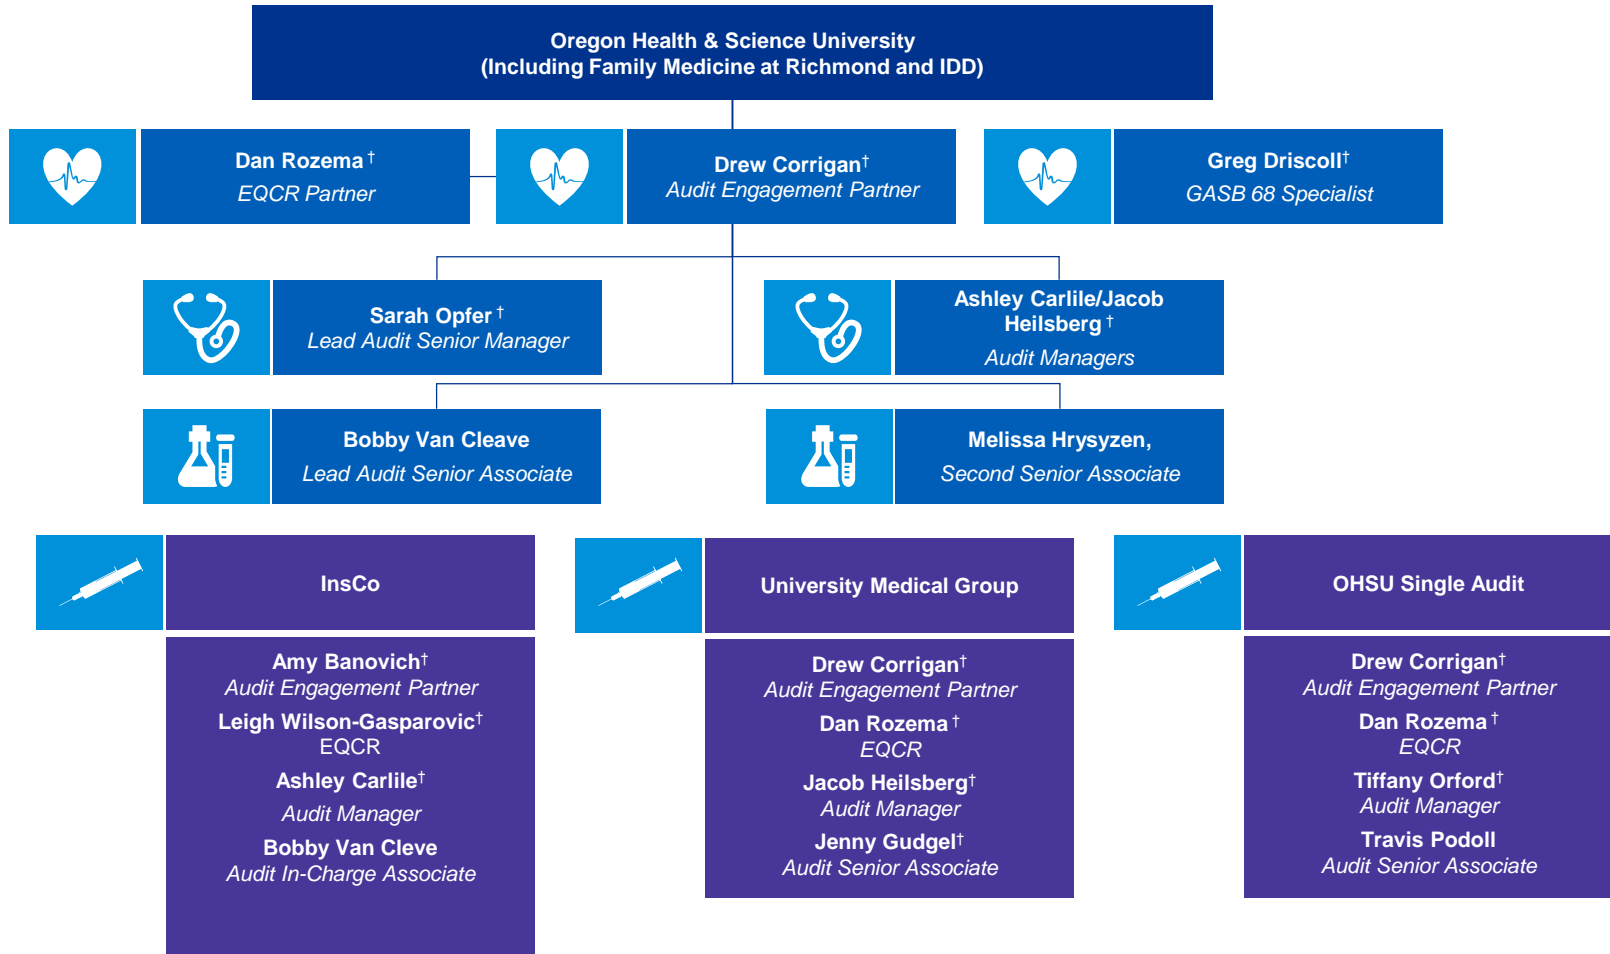 Oregon Health & Science University
(Including Family Medicine at Richmond and IDD)
Dan Rozema †
EQCR Partner
Drew Corrigan†
Audit Engagement Partner
Greg Driscoll†
GASB 68 Specialist
Sarah Opfer †
Lead Audit Senior Manager
Ashley Carlile/Jacob
Heilsberg †
Audit Managers
Bobby Van Cleave
Lead Audit Senior Associate
Melissa Hrysyzen,
Second Senior Associate
InsCo
Amy Banovich†
Audit Engagement Partner
Leigh Wilson-Gasparovic†
EQCR
Ashley Carlile†
Audit Manager
Bobby Van Cleve
Audit In-Charge Associate
University Medical Group
Drew Corrigan†
Audit Engagement Partner
Dan Rozema †
EQCR
Jacob Heilsberg†
Audit Manager
Jenny Gudgel†
Audit Senior Associate
OHSU Single Audit
Drew Corrigan†
Audit Engagement Partner
Dan Rozema †
EQCR
Tiffany Orford†
Audit Manager
Travis Podoll
Audit Senior Associate